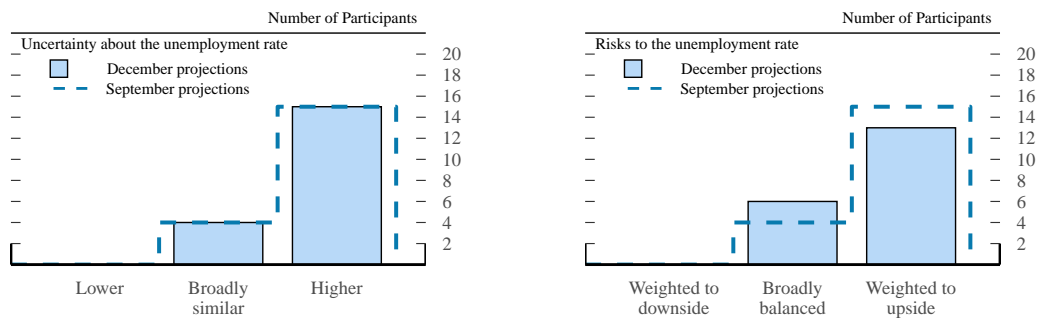 Number of Participants
Uncertainty about the unemployment rate
December projections
September projections
20
18
16
14
12
10
8
6
4
2
Lower
Broadly
similar
Higher
Number of Participants
Risks to the unemployment rate
December projections
September projections
20
18
16
14
12
10
8
6
4
2
Weighted to
downside
Broadly
balanced
Weighted to
upside